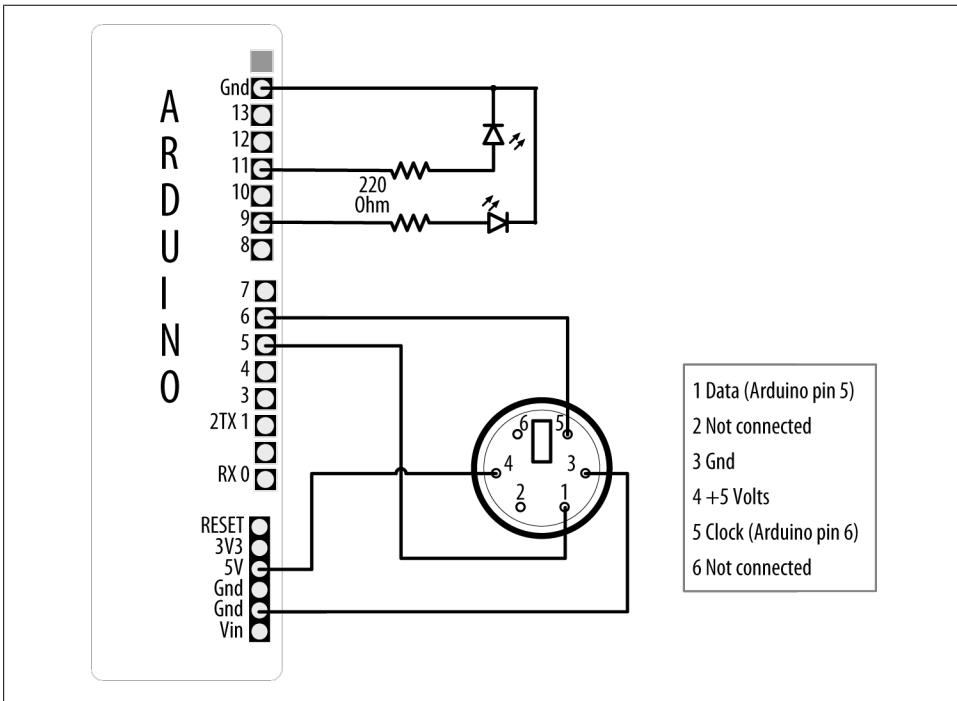 ARDUINO
Gnd
13
12
11
10
9
8
7
6
5
4
3
2TX 1
RX 0
RESET
3V3
5V
Gnd
Gnd
Vin
220
Ohm
6 5
4 3
2 1
1 Data (Arduino pin 5)
2 Not connected
3 Gnd
4 +5 Volts
5 Clock (Arduino pin 6)
6 Not connected